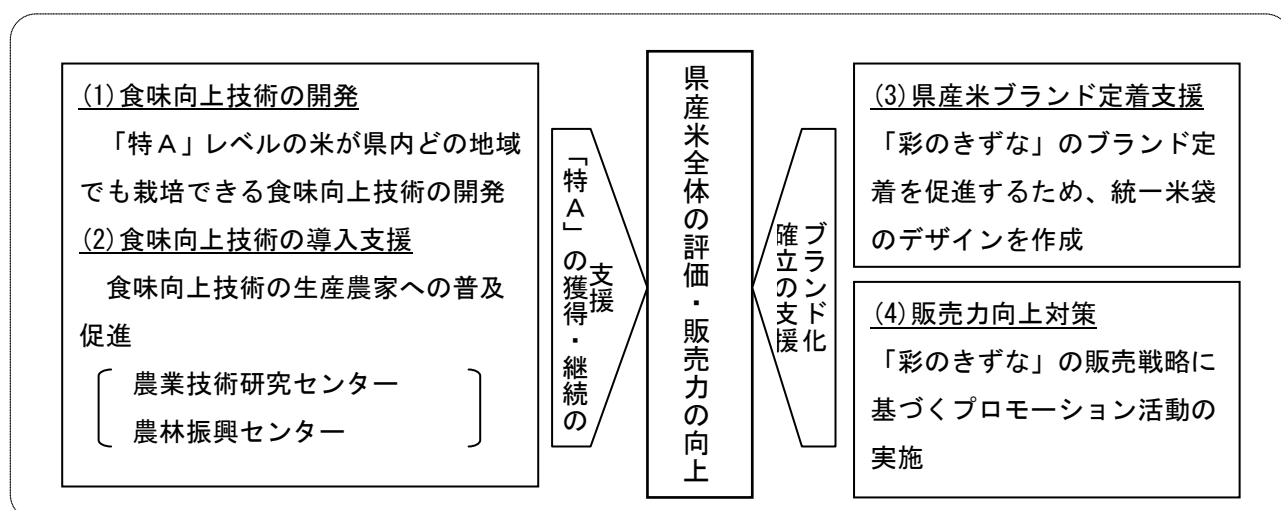 (1)食味向上技術の開発
「特Ａ」レベルの米が県内どの地域
でも栽培できる食味向上技術の開発
(2)食味向上技術の導入支援
食味向上技術の生産農家への普及
促進
農業技術研究センター
農林振興センター
「特Ａ」の獲得・継続の
支援
県産米全体の評価・販売力の向上
ブランド化
確立の支援
(3)県産米ブランド定着支援
「彩のきずな」のブランド定
着を促進するため、統一米袋
のデザインを作成
(4)販売力向上対策
「彩のきずな」の販売戦略に
基づくプロモーション活動の
実施